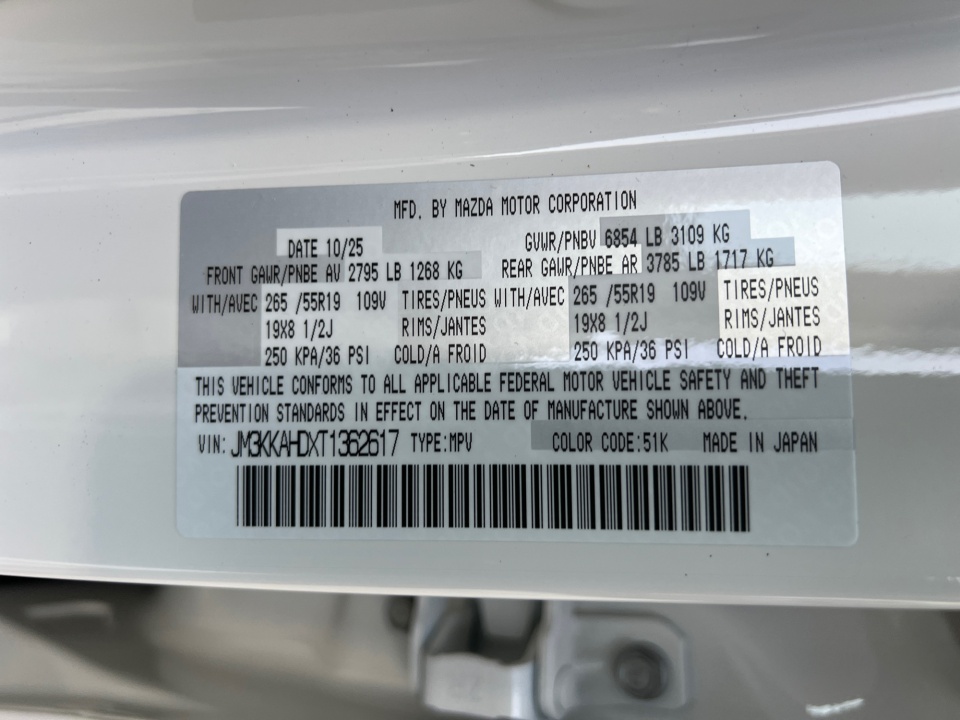 MFD. BY MAZDA MOTOR CORPORATION
DATE 10/25 GVWR/PNBV 6854 LB 3109 KG
FRONT GAWR/PNBE AV 2795 LB 1268 KG REAR GAWR/PNBE AR 3785 LB 1717 KG
WITH/AVEC 265 /55R19 109V TIRES/PNEUS WITH/AVEC 265 /55R19 109V TIRES/PNEUS
19X8 1/2J RIMS/JANTES 19X8 1/2J RIMS/JANTES
250 KPA/36 PSI COLD/A FROID 250 KPA/36 PSI COLD/A FROID
THIS VEHICLE CONFORMS TO ALL APPLICABLE FEDERAL MOTOR VEHICLE SAFETY AND THEFT
PREVENTION STANDARDS IN EFFECT ON THE DATE OF MANUFACTURE SHOWN ABOVE.
VIN: JM3KKAHDXT1362617 TYPE:MPV COLOR CODE:51K MADE IN JAPAN